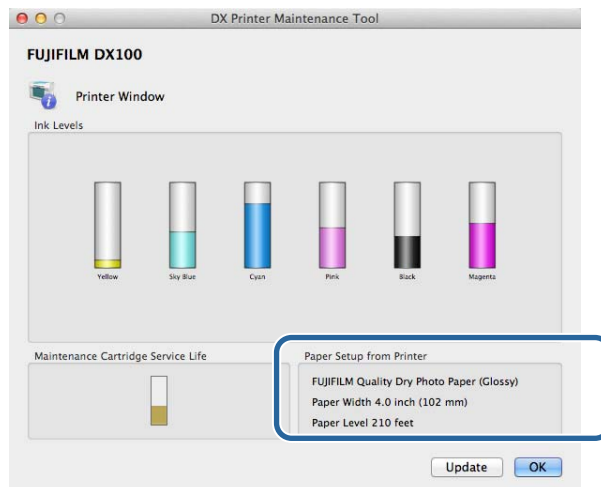 DX Printer Maintenance Tool
FUJIFILM DX100
Printer Window
Ink Levels
Yellow
Sky Blue
Cyan
Pink
Black
Magenta
Maintenance Cartridge Service Life
Paper Setup from Printer
FUJIFILM Quality Dry Photo Paper (Glossy)
Paper Width 4.0 inch (102 mm)
Paper Level 210 feet
Update
OK